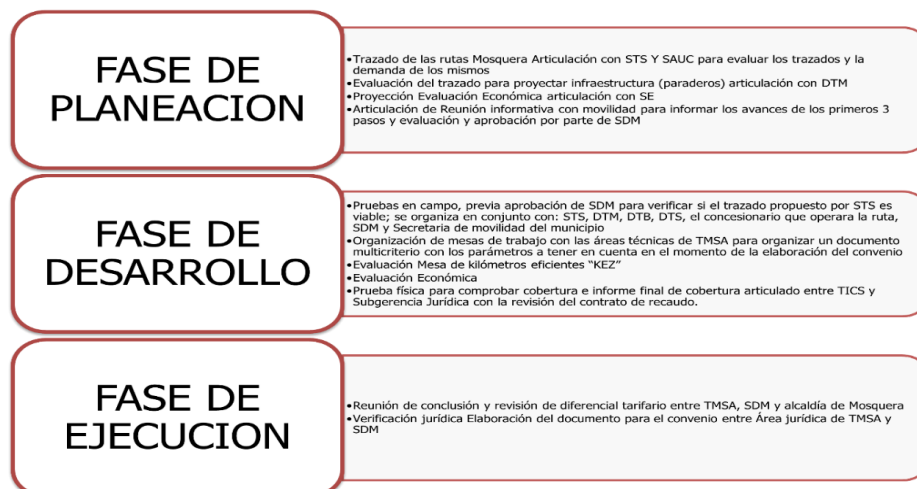 FASE DE
PLANEACION
•Trazado de las rutas Mosquera Articulación con STS Y SAUC para evaluar los trazados y la
demanda de los mismos
•Evaluación del trazado para proyectar infraestructura (paraderos) articulación con DTM
•Proyección Evaluación Económica articulación con SE
•Articulación de Reunión informativa con movilidad para informar los avances de los primeros 3
pasos y evaluación y aprobación por parte de SDM
FASE DE
DESARROLLO
•Pruebas en campo, previa aprobación de SDM para verificar si el trazado propuesto por STS es
viable; se organiza en conjunto con: STS, DTM, DTB, DTS, el concesionario que operara la ruta,
SDM y Secretaria de movilidad del municipio
•Organización de mesas de trabajo con las áreas técnicas de TMSA para organizar un documento
multicriterio con los parámetros a tener en cuenta en el momento de la elaboración del convenio
•Evaluación Mesa de kilómetros eficientes “KEZ”
•Evaluación Económica
•Prueba física para comprobar cobertura e informe final de cobertura articulado entre TICS y
Subgerencia Jurídica con la revisión del contrato de recaudo.
FASE DE
EJECUCION
•Reunión de conclusión y revisión de diferencial tarifario entre TMSA, SDM y alcaldía de Mosquera
•Verificación jurídica Elaboración del documento para el convenio entre Área jurídica de TMSA y
SDM